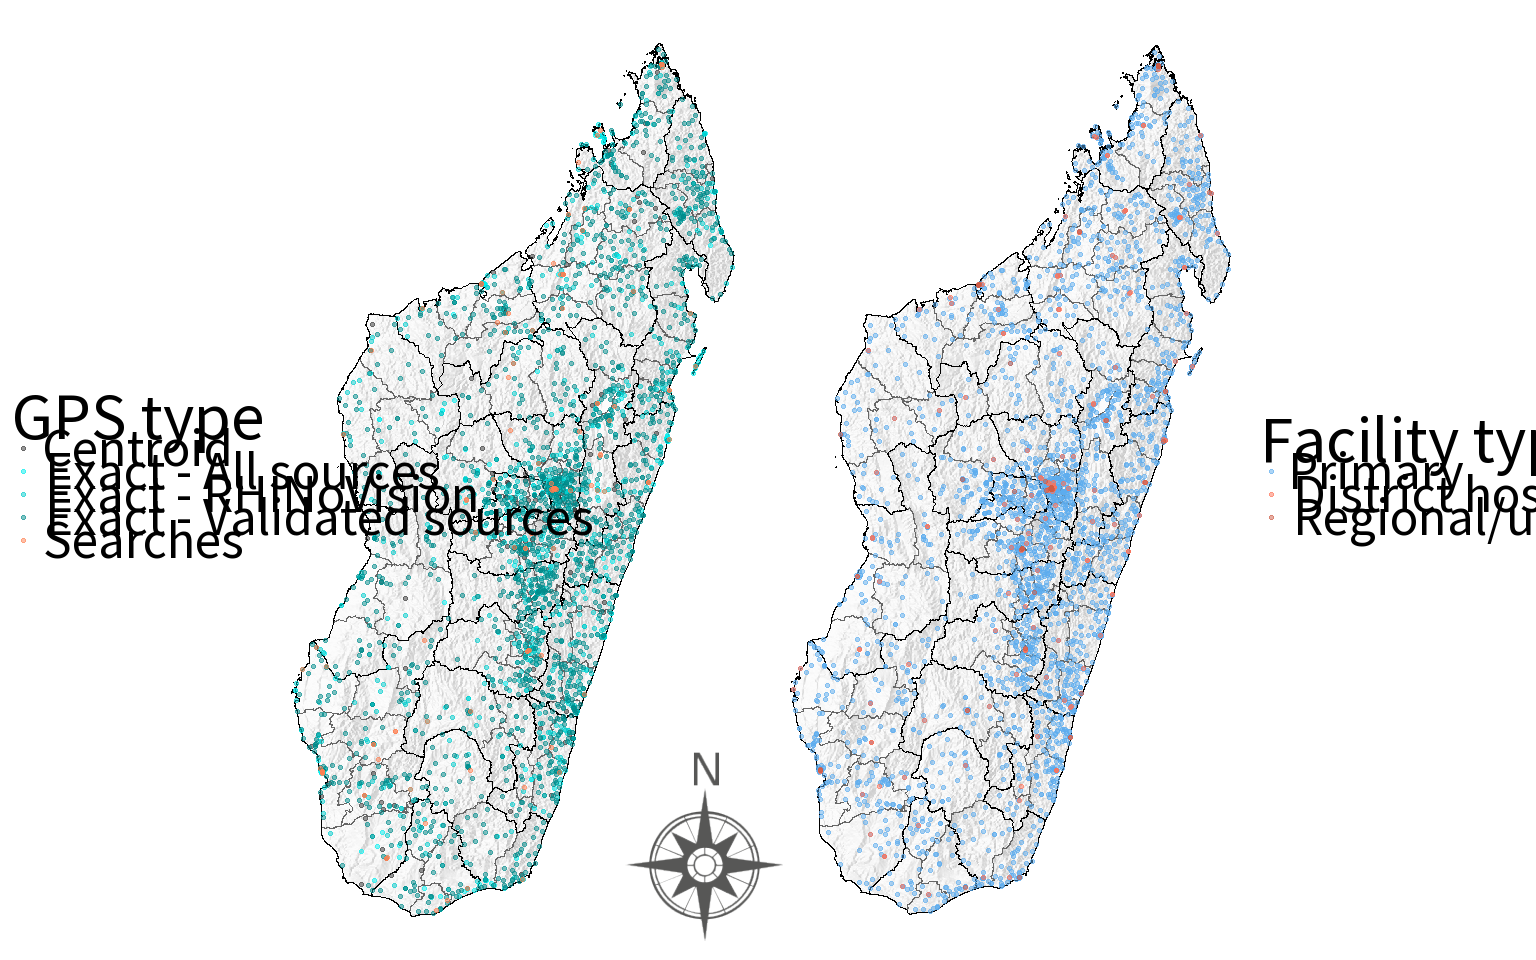 GPS type
Centroid
Exact - All sources
Exact - RHiNoVision
Exact - Validated sources
Searches
N
Facility typ
Primary
District hos
Regional/u